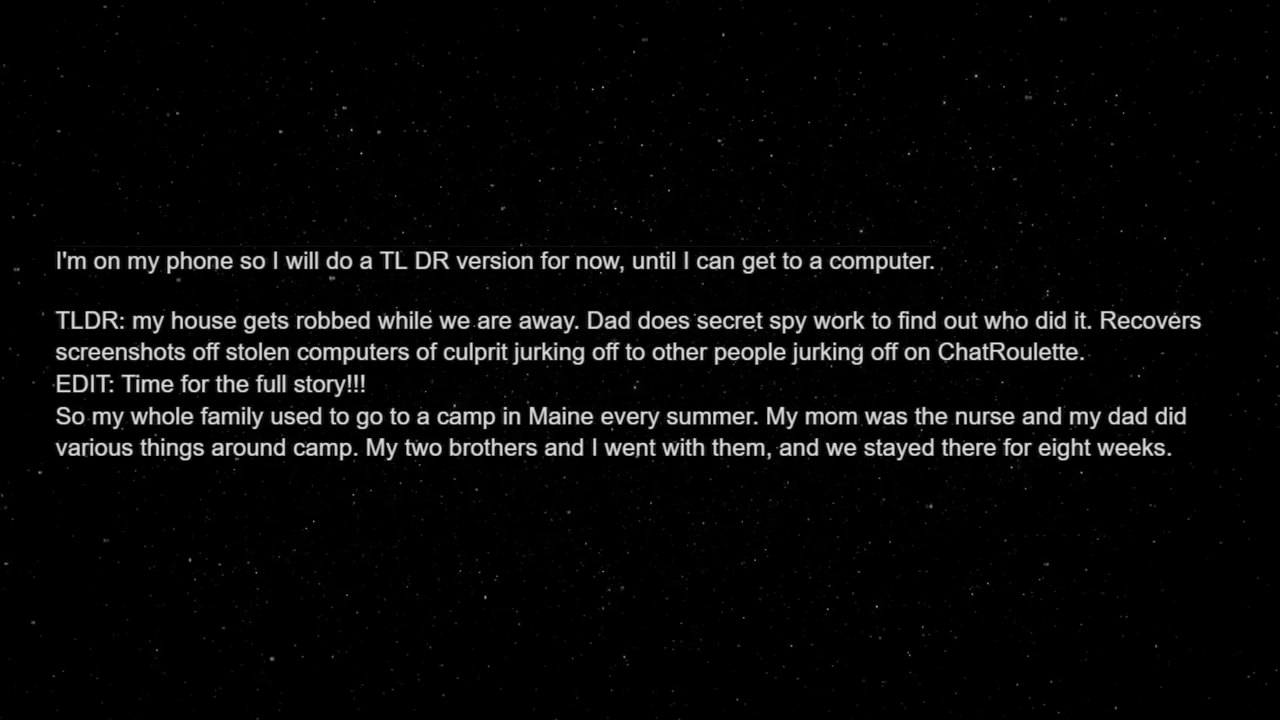 I'm on my phone so I will do a TL DR version for now, until I can get to a computer.
TLDR: my house gets robbed while we are away. Dad does secret spy work to find out who did it. Recovers
screenshots off stolen computers of culprit jurking off to other people jurking off on ChatRoulette.
EDIT: Time for the full story!!!
So my whole family used to go to a camp in Maine every summer. My mom was the nurse and my dad did
various things around camp. My two brothers and I went with them, and we stayed there for eight weeks.